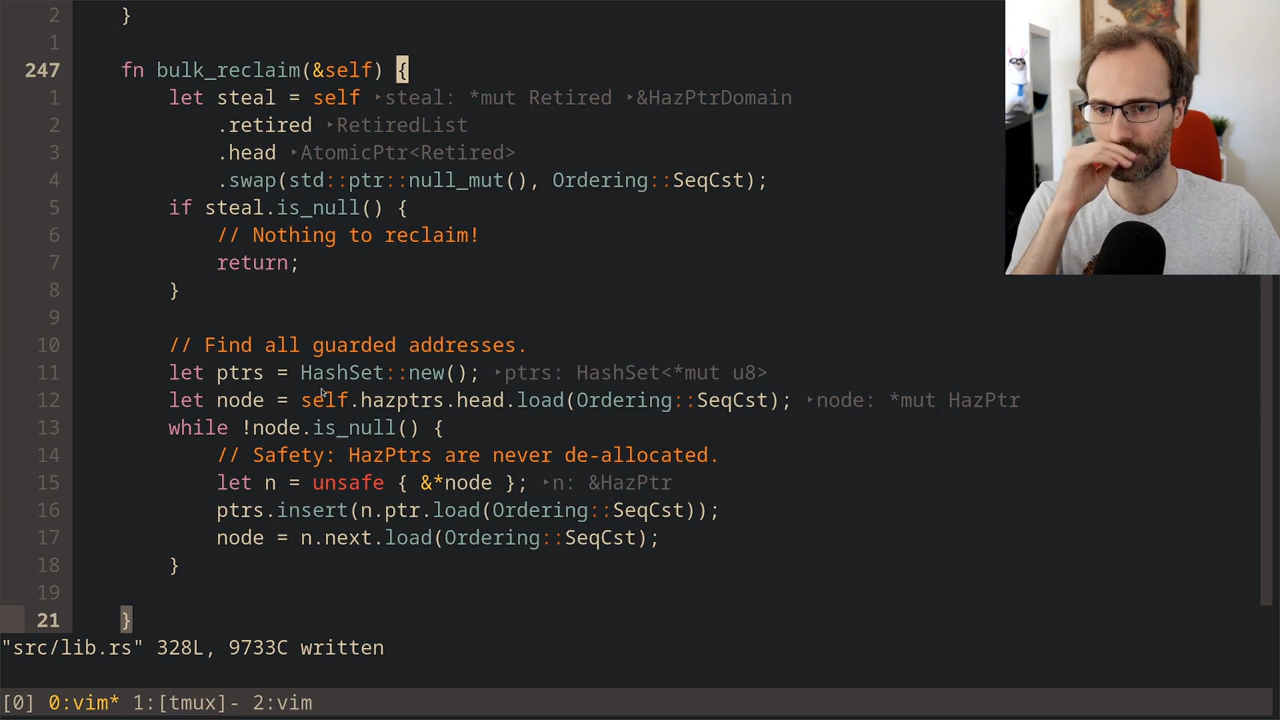 2 }
1
247 fn bulk_reclaim(&self) {
1 let steal = self ‣steal: *mut Retired ‣&HazPtrDomain
2 .retired ‣RetiredList
3 .head ‣AtomicPtr<Retired>
4 .swap(std::ptr::null_mut(), Ordering::SeqCst);
5 if steal.is_null() {
6 // Nothing to reclaim!
7 return;
8 }
9
10 // Find all guarded addresses.
11 let ptrs = HashSet::new(); ‣ptrs: HashSet<*mut u8>
12 let node = self.hazptrs.head.load(Ordering::SeqCst); ‣node: *mut HazPtr
13 while !node.is_null() {
14 // Safety: HazPtrs are never de-allocated.
15 let n = unsafe { &*node }; ‣n: &HazPtr
16 ptrs.insert(n.ptr.load(Ordering::SeqCst));
17 node = n.next.load(Ordering::SeqCst);
18 }
19
21 }
"src/lib.rs" 328L, 9733C written
[0] 0:vim* 1:[tmux]- 2:vim